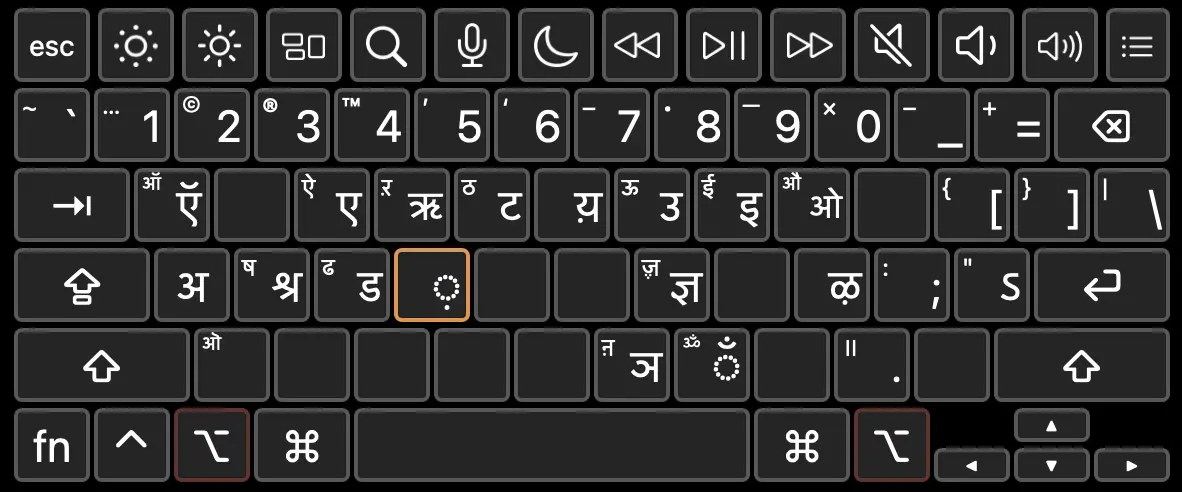 esc
~ ` … 1 © 2 ® 3 ™ 4 ’ 5 ‘ 6 – 7 · 8 — 9 × 0 – _ + =
ऑ ऍ ऐ ए ऱ ऋ ठ ट य़ ऊ उ ई इ औ ओ { [ } ] | \
अ ष श्र ढ ड ़ ज़्ञ ज्ञ ऴ : ; " ऽ
ऒ ऩ ञ ॐ ँ ॥ .
fn ^ ⌥ ⌘ ⌘ ⌥